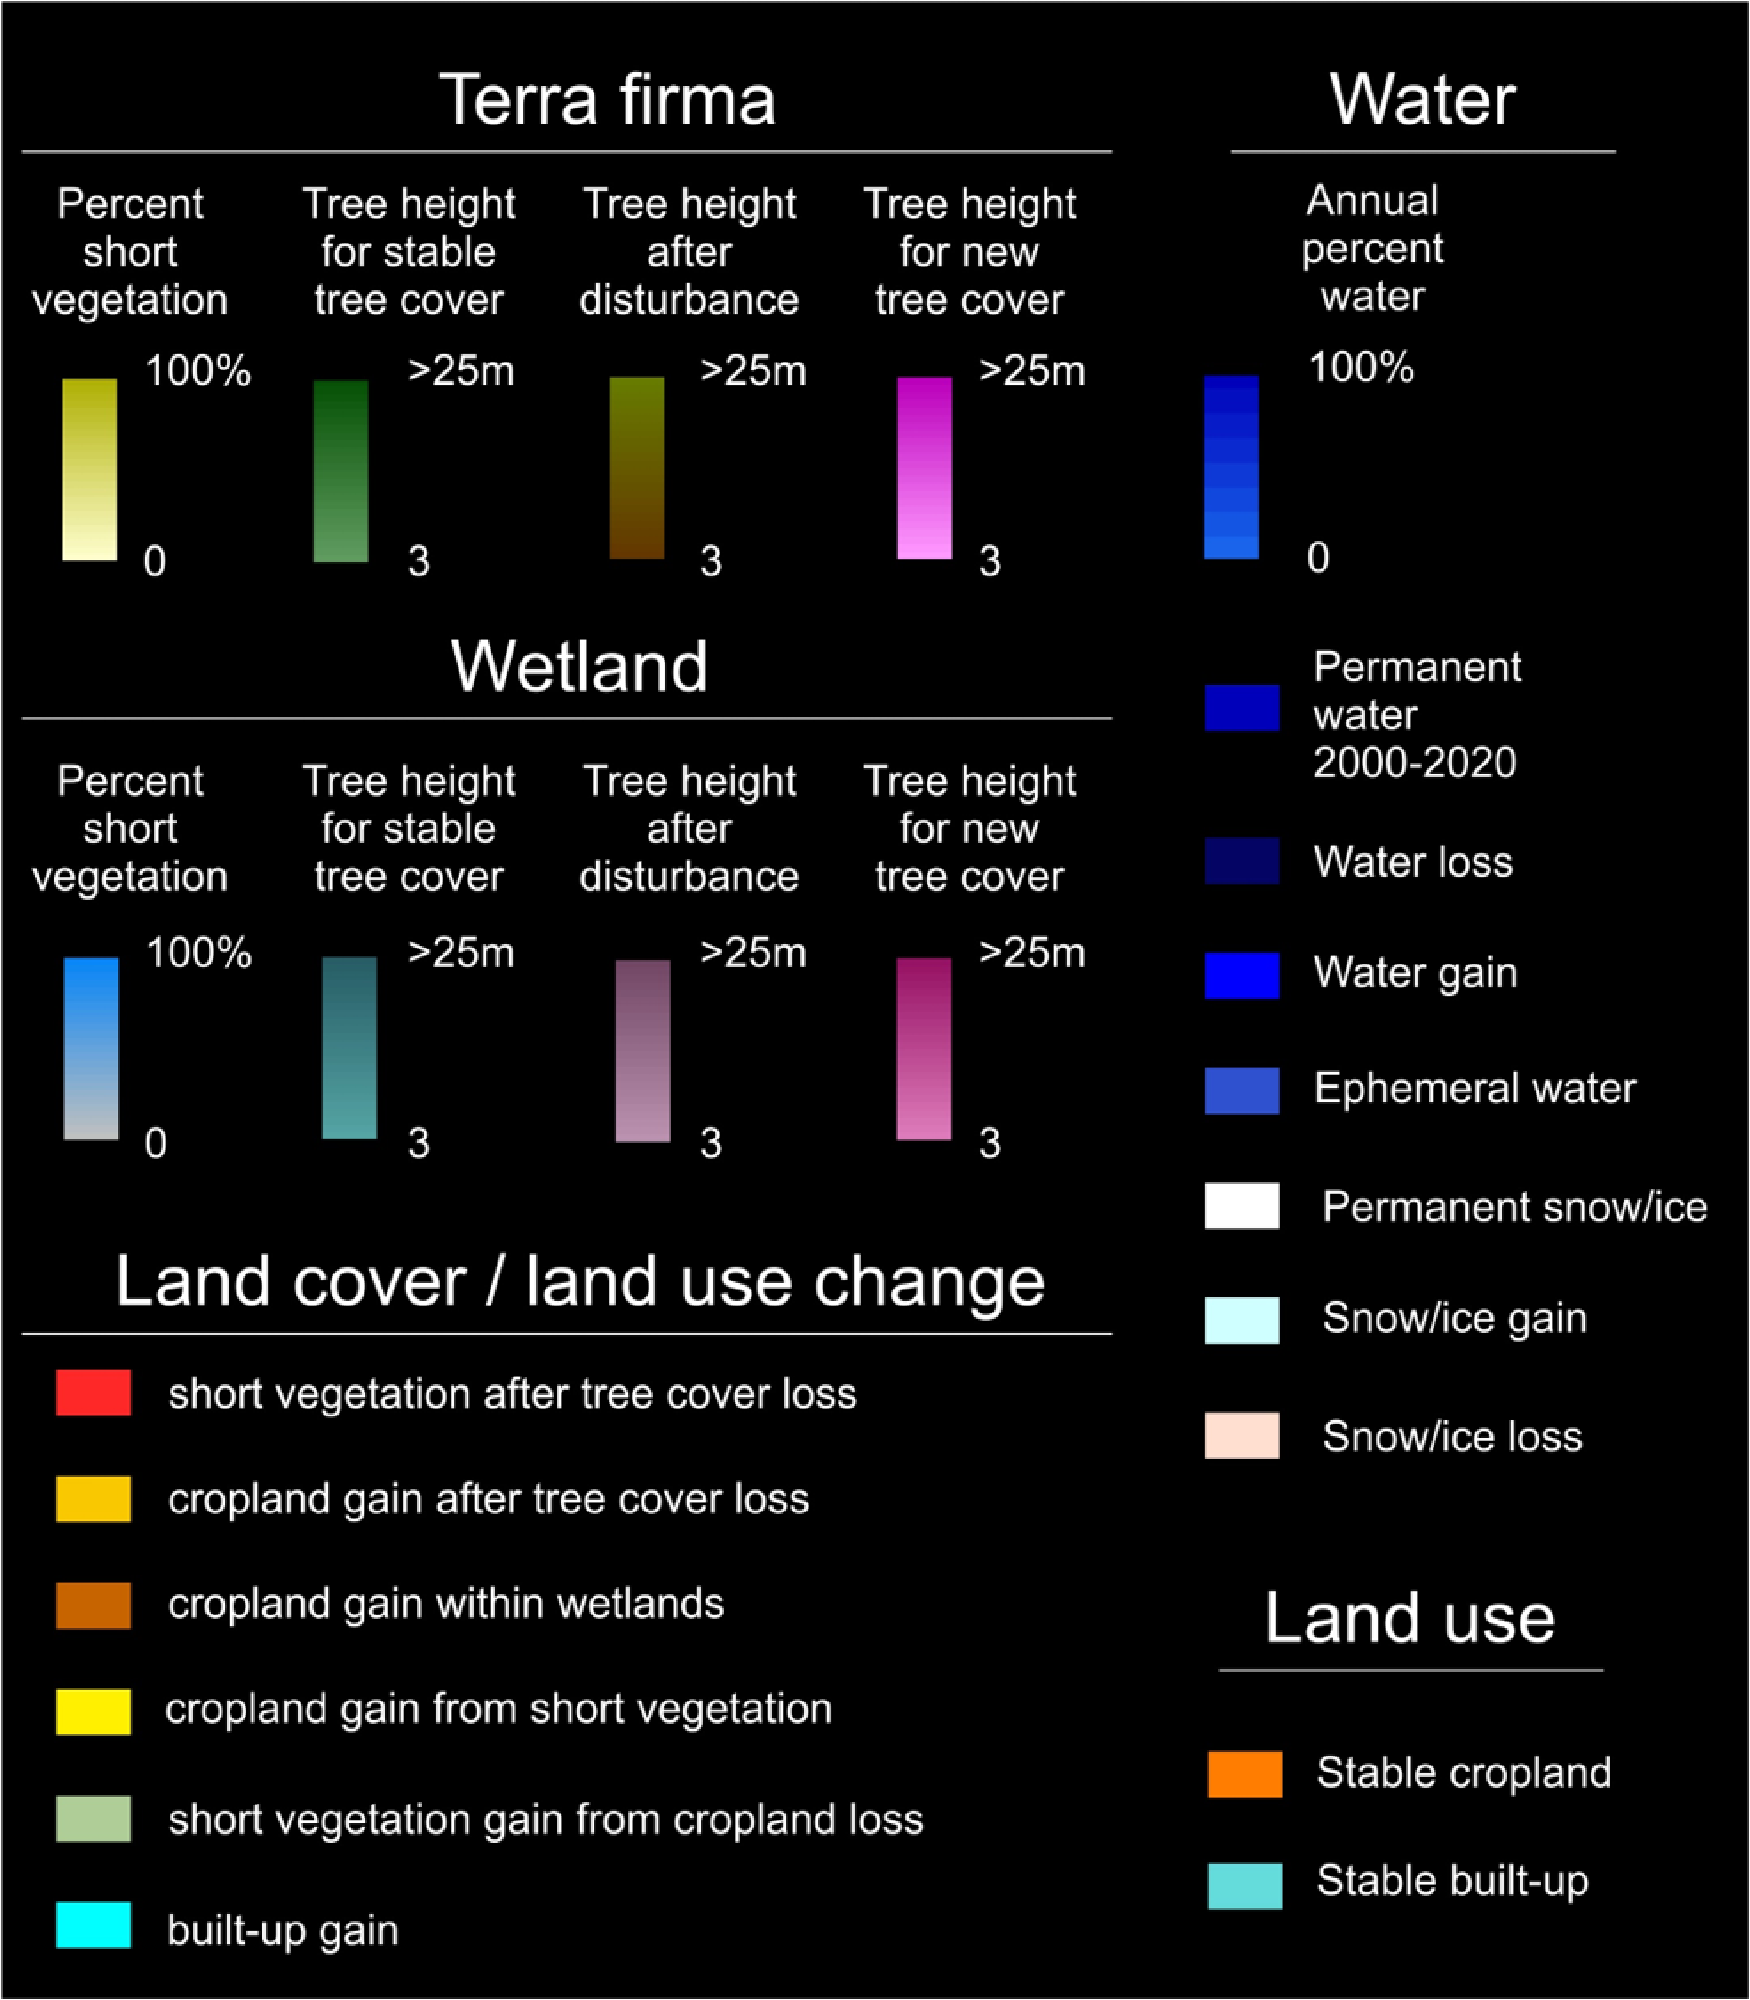 Terra firma
Percent
short
vegetation
100%
0
Tree height
for stable
tree cover
>25m
3
Tree height
after
disturbance
>25m
3
Tree height
for new
tree cover
>25m
3
Wetland
Percent
short
vegetation
100%
0
Tree height
for stable
tree cover
>25m
3
Tree height
after
disturbance
>25m
3
Tree height
for new
tree cover
>25m
3
Land cover / land use change
short vegetation after tree cover loss
cropland gain after tree cover loss
cropland gain within wetlands
cropland gain from short vegetation
short vegetation gain from cropland loss
built-up gain
Water
Annual
percent
water
100%
0
Permanent
water
2000-2020
Water loss
Water gain
Ephemeral water
Permanent snow/ice
Snow/ice gain
Snow/ice loss
Land use
Stable cropland
Stable built-up